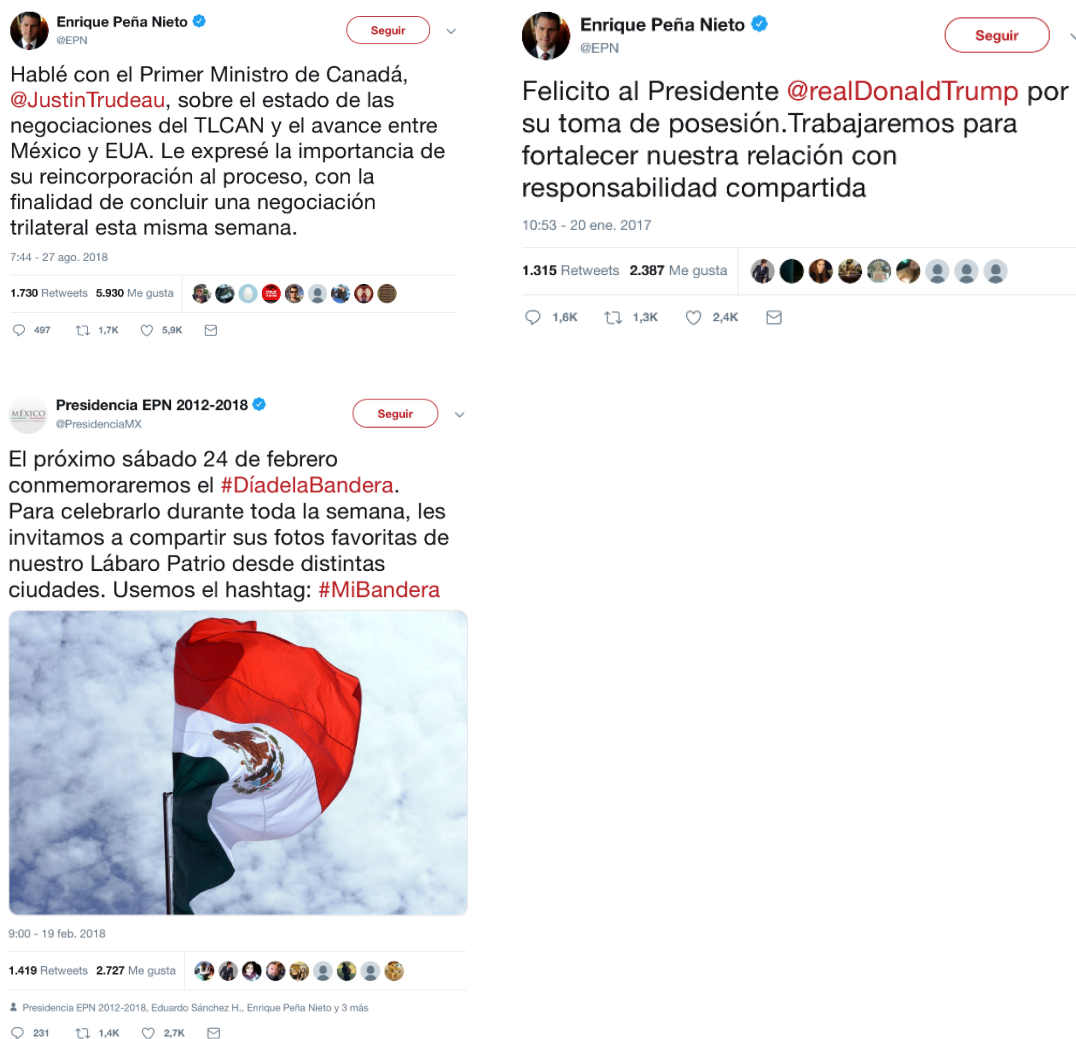 Enrique Peña Nieto
@EPN
Seguir
Hablé con el Primer Ministro de Canadá,
@JustinTrudeau, sobre el estado de las
negociaciones del TLCAN y el avance entre
México y EUA. Le expresé la importancia de
su reincorporación al proceso, con la
finalidad de concluir una negociación
trilateral esta misma semana.
7:44 - 27 ago. 2018
1.730 Retweets 5.930 Me gusta
497 1,7K 5,9K
Enrique Peña Nieto
@EPN
Seguir
Felicito al Presidente @realDonaldTrump por
su toma de posesión.Trabajaremos para
fortalecer nuestra relación con
responsabilidad compartida
10:53 - 20 ene. 2017
1.315 Retweets 2.387 Me gusta
1,6K 1,3K 2,4K
MÉXICO
Presidencia EPN 2012-2018
@PresidenciaMX
Seguir
El próximo sábado 24 de febrero
conmemoraremos el #DíadelaBandera.
Para celebrarlo durante toda la semana, les
invitamos a compartir sus fotos favoritas de
nuestro Lábaro Patrio desde distintas
ciudades. Usemos el hashtag: #MiBandera
9:00 - 19 feb. 2018
1.419 Retweets 2.727 Me gusta
Presidencia EPN 2012-2018, Eduardo Sánchez H., Enrique Peña Nieto y 3 más
231 1,4K 2,7K